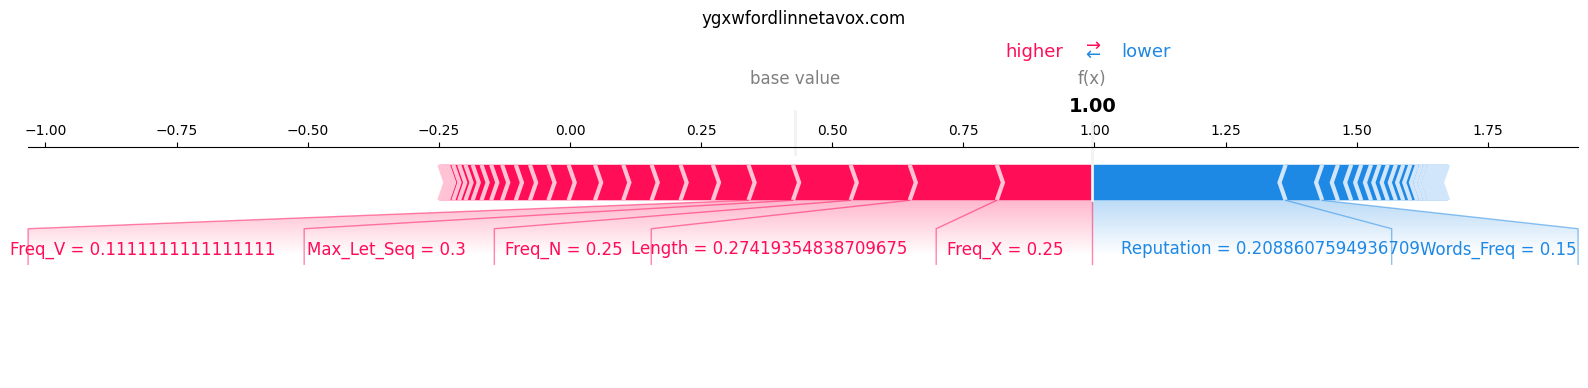 ygxwfordlinnetavox.com
higher ⇄ lower
base value f(x)
1.00
−1.00 −0.75 −0.50 −0.25 0.00 0.25 0.50 0.75 1.00 1.25 1.50 1.75
Freq_V = 0.1111111111111111 Max_Let_Seq = 0.3 Freq_N = 0.25 Length = 0.27419354838709675 Freq_X = 0.25 Reputation = 0.2088607594936709 Words_Freq = 0.15